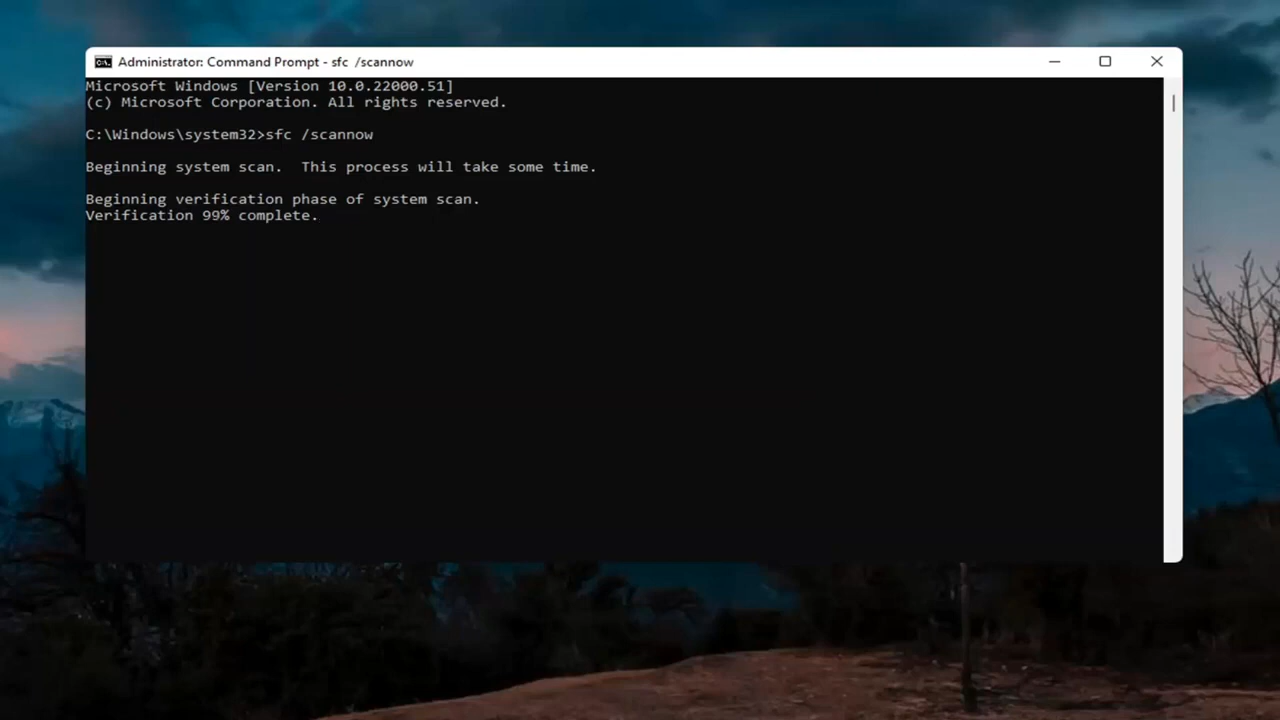 Administrator: Command Prompt - sfc  /scannow
Microsoft Windows [Version 10.0.22000.51]
(c) Microsoft Corporation. All rights reserved.
C:\Windows\system32>sfc /scannow
Beginning system scan.  This process will take some time.
Beginning verification phase of system scan.
Verification 99% complete.